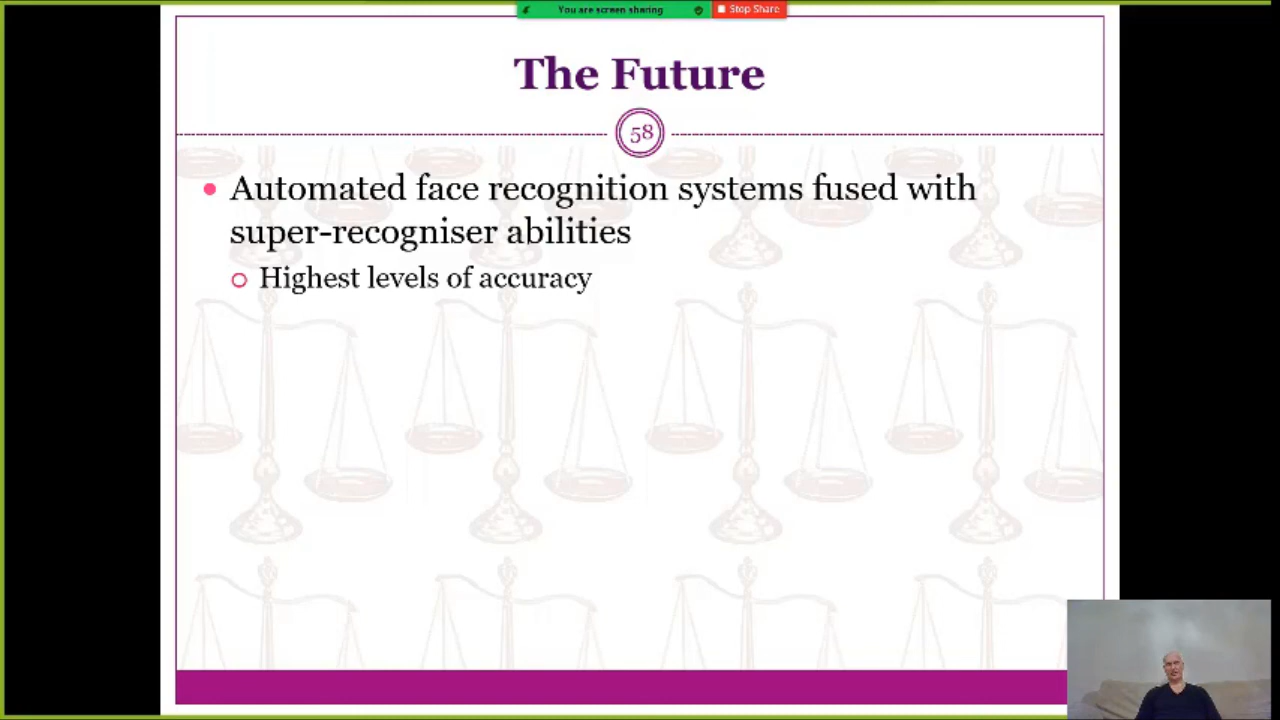 You are screen sharing
Stop Share
The Future
58
Automated face recognition systems fused with
super-recogniser abilities
Highest levels of accuracy